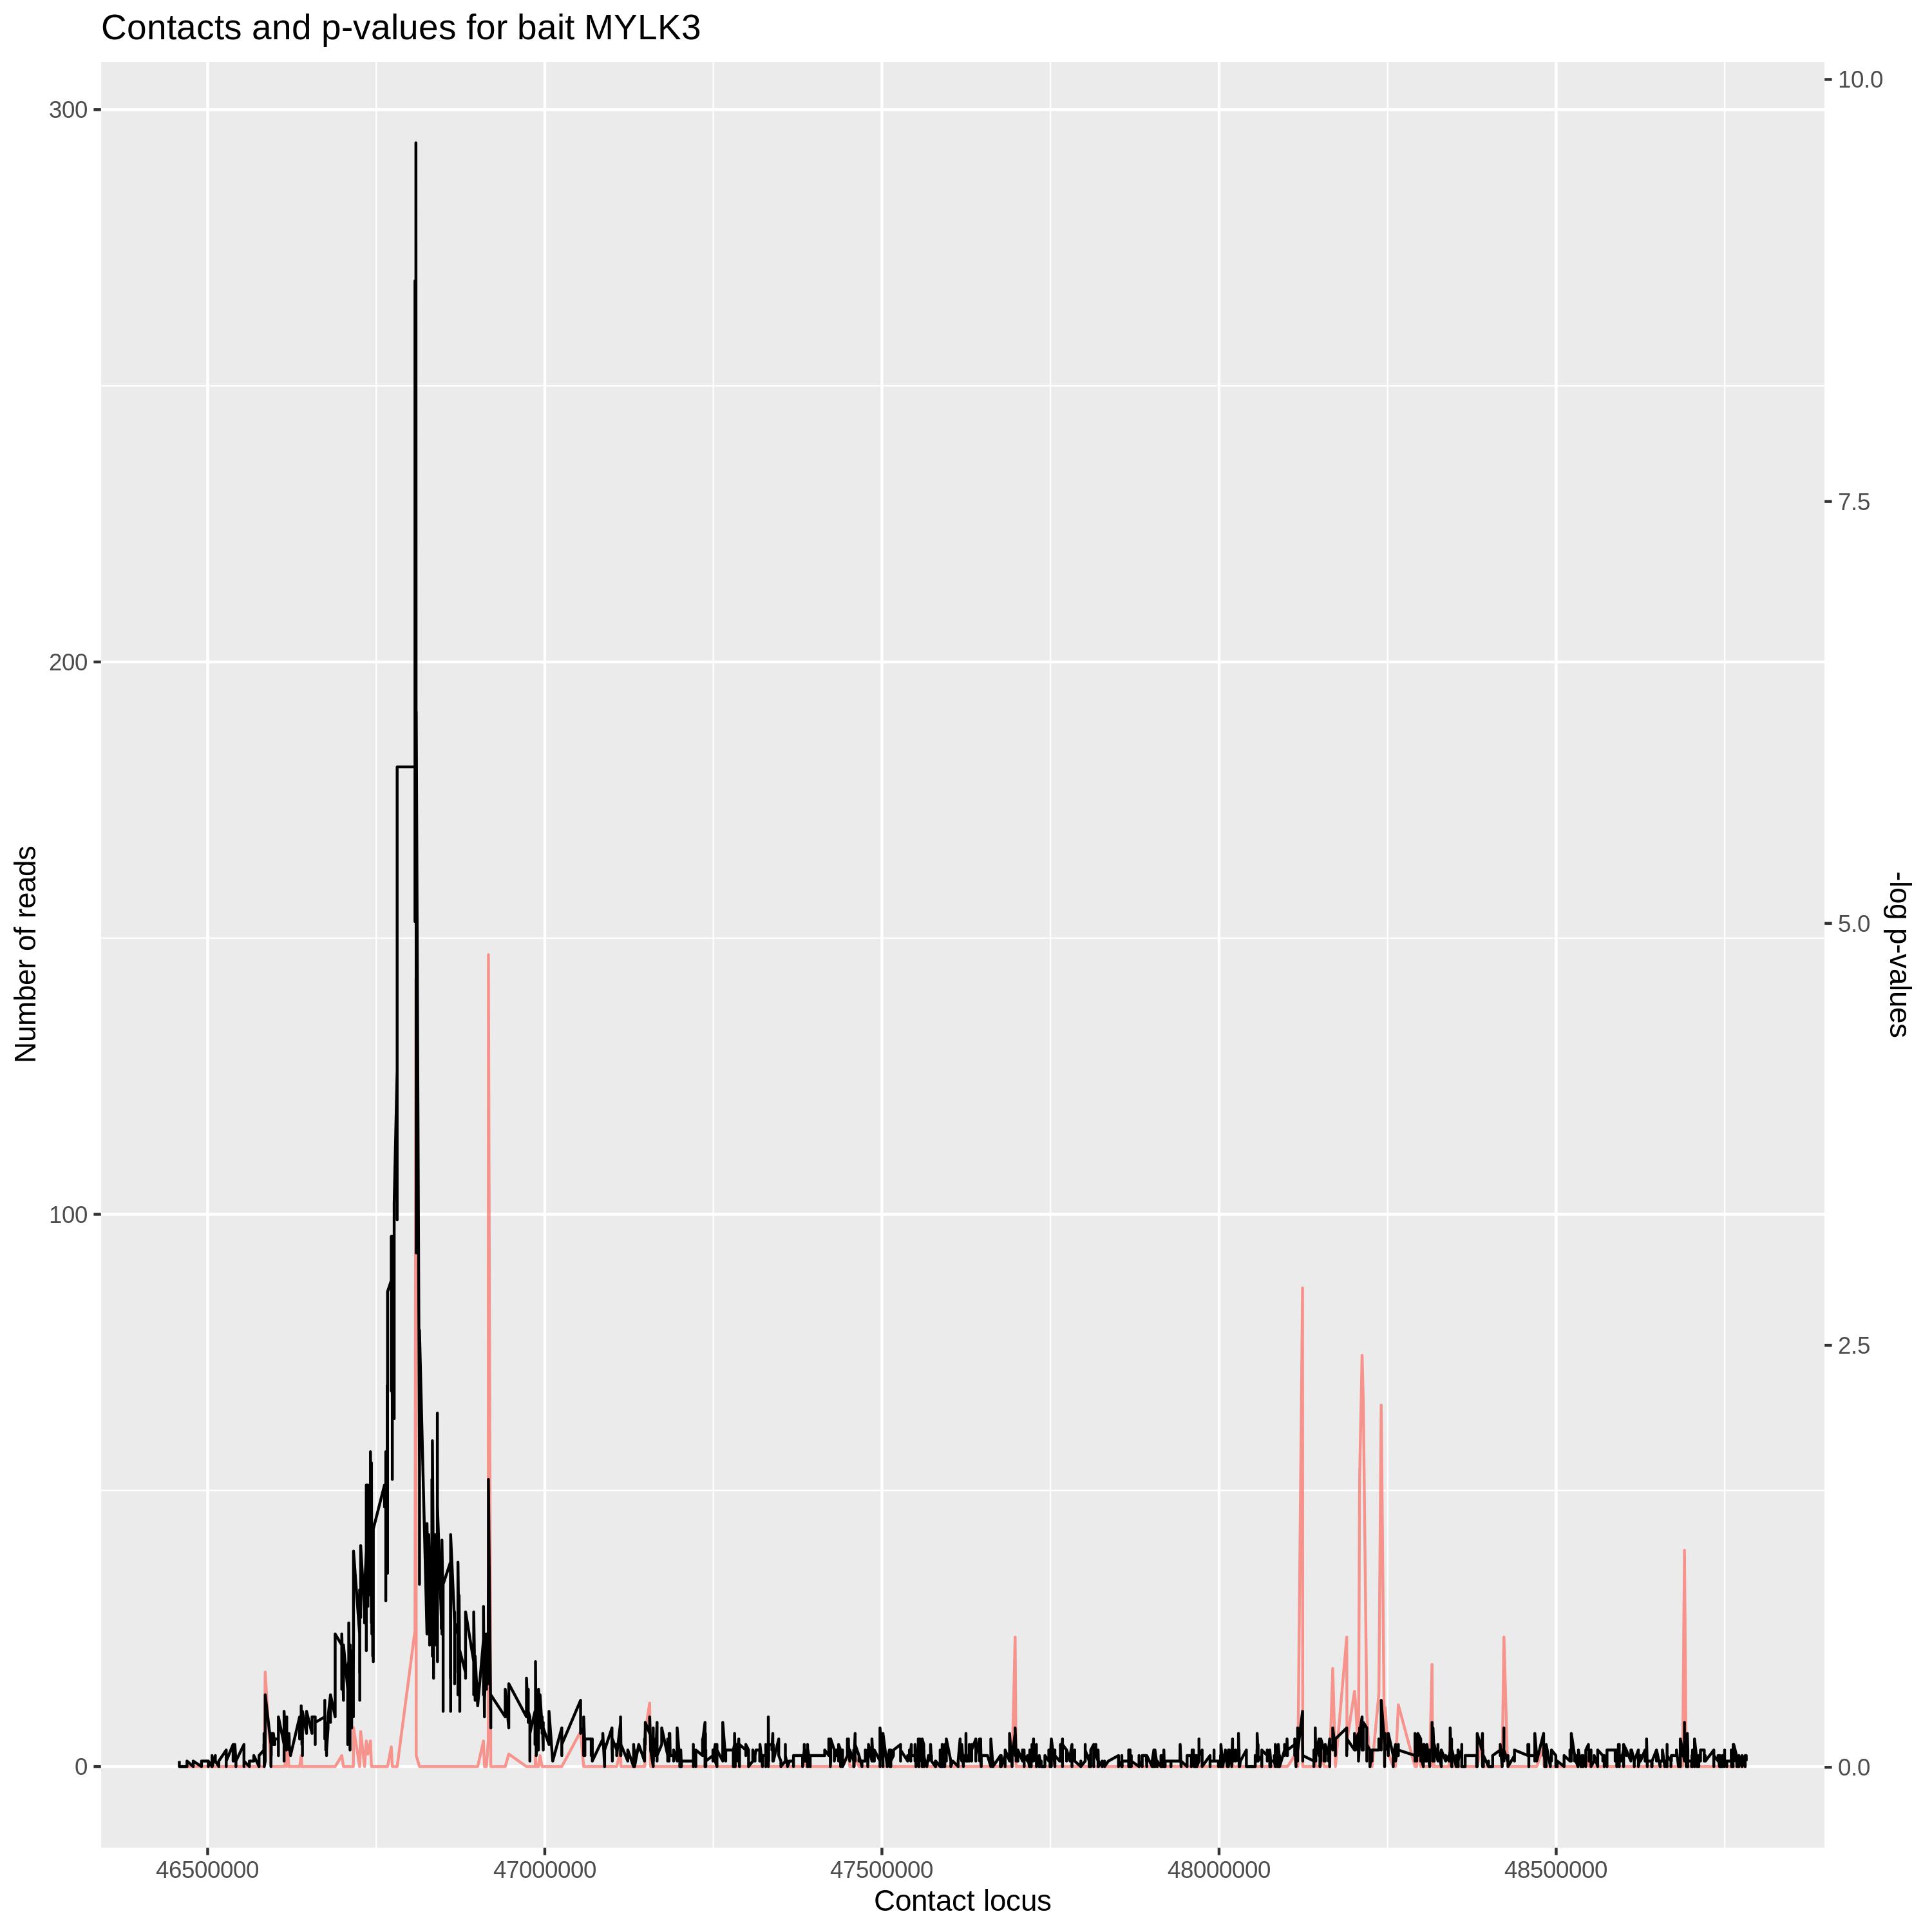 Contacts and p-values for bait MYLK3
300
200
100
0
Number of reads
10.0
7.5
5.0
2.5
0.0
-log p-values
46500000 47000000 47500000 48000000 48500000
Contact locus